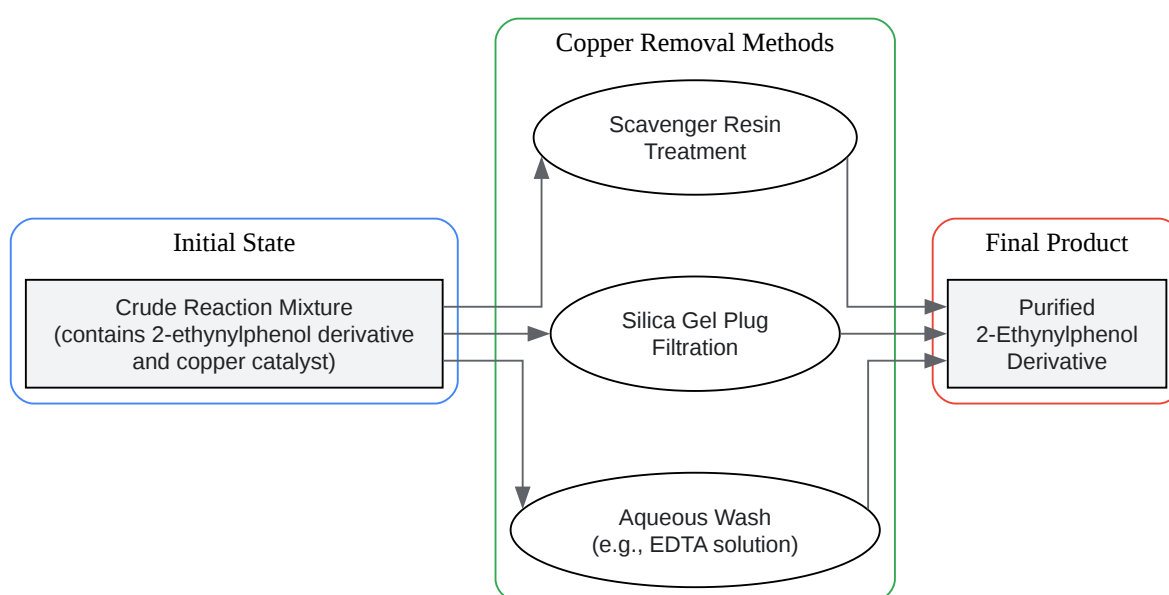 Copper Removal Methods
Scavenger Resin
Treatment
Initial State
Crude Reaction Mixture
(contains 2-ethynylphenol derivative
and copper catalyst)
Silica Gel Plug
Filtration
Final Product
Purified
2-Ethynylphenol
Derivative
Aqueous Wash
(e.g., EDTA solution)